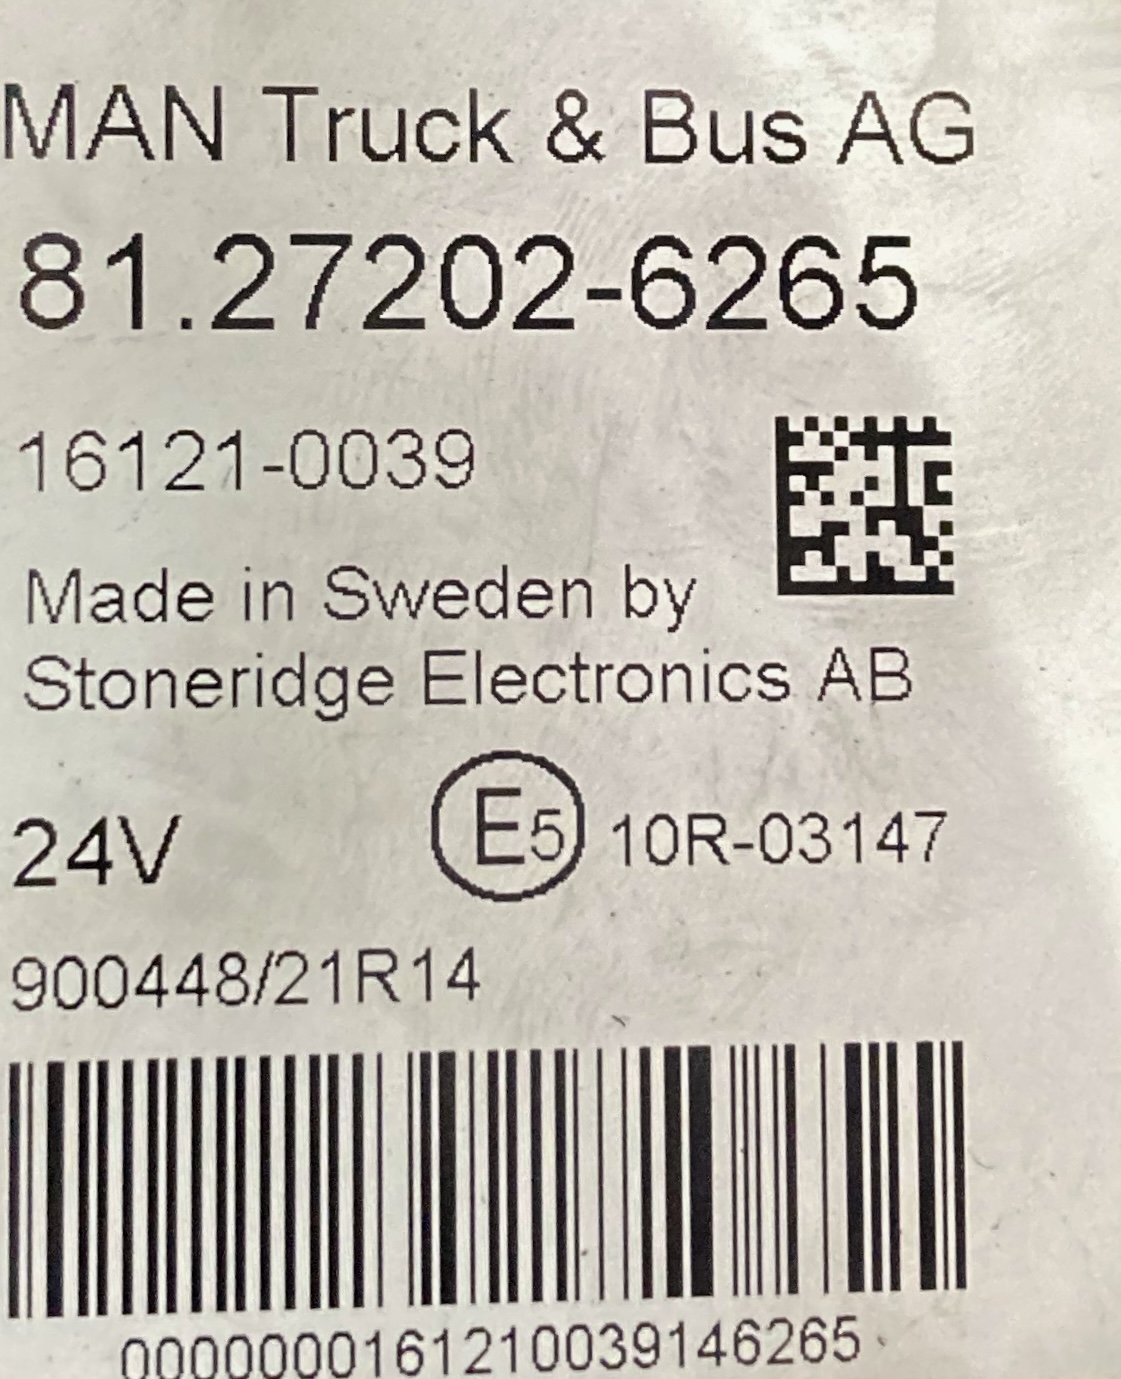 MAN Truck & Bus AG
81.27202-6265
16121-0039
Made in Sweden by
Stoneridge Electronics AB
24V E5 10R-03147
900448/21R14
0000000161210039146265